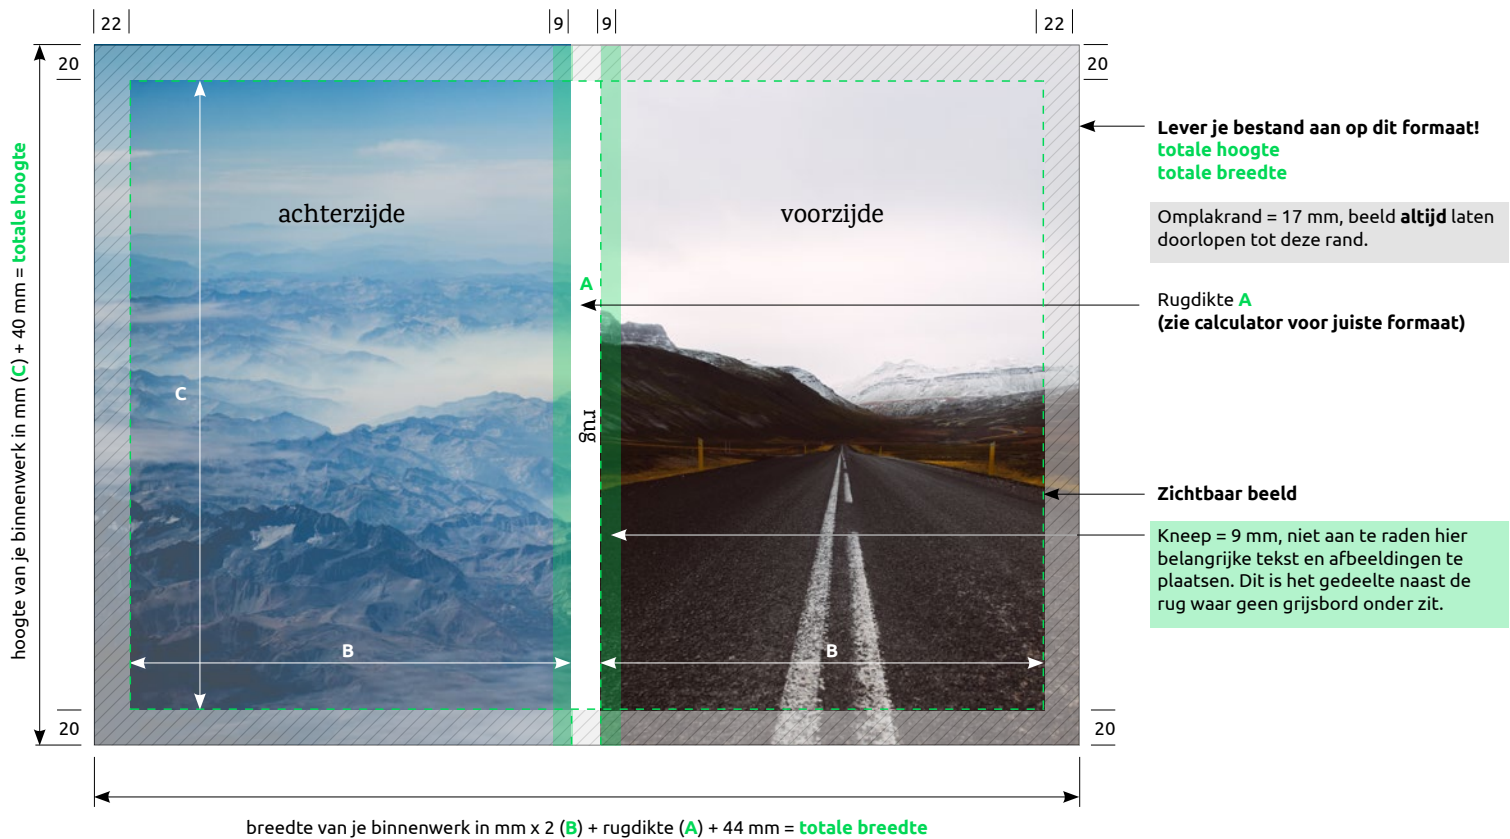 22
9
9
22
20
20
Lever je bestand aan op dit formaat!
totale hoogte
totale breedte
achterzijde
voorzijde
Omplakrand = 17 mm, beeld altijd laten
doorlopen tot deze rand.
A
Rugdikte A
(zie calculator voor juiste formaat)
hoogte van je binnenwerk in mm (C) + 40 mm = totale hoogte
C
rug
Zichtbaar beeld
Kneep = 9 mm, niet aan te raden hier
belangrijke tekst en afbeeldingen te
plaatsen. Dit is het gedeelte naast de
rug waar geen grijsbord onder zit.
B
B
20
20
breedte van je binnenwerk in mm x 2 (B) + rugdikte (A) + 44 mm = totale breedte